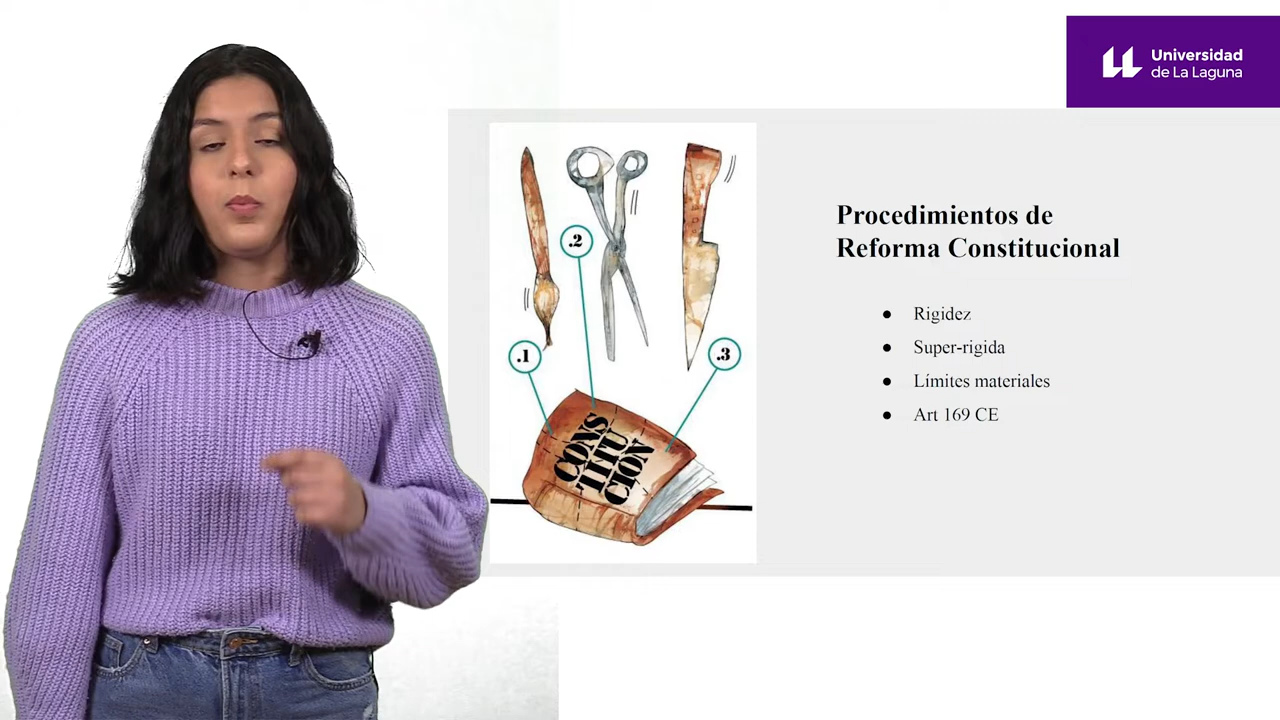 Universidad
de La Laguna
.2
.1
.3
CONS
TITU
CION
Procedimientos de
Reforma Constitucional
● Rigidez
● Super-rigida
● Límites materiales
● Art 169 CE